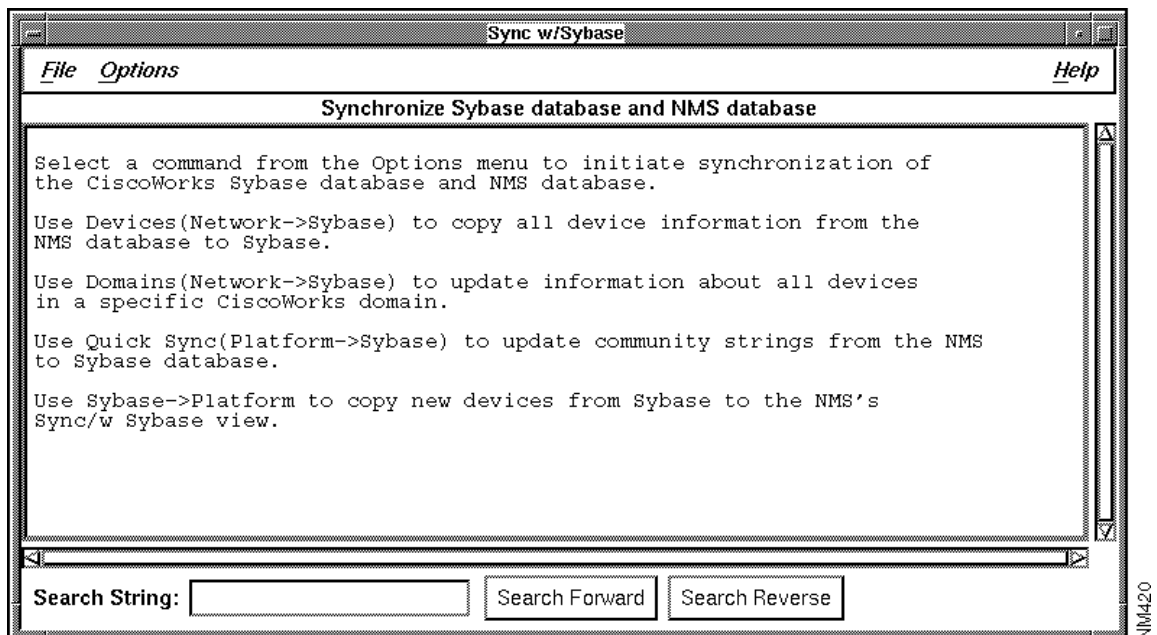 Sync w/Sybase
File Options Help
Synchronize Sybase database and NMS database
Select a command from the Options menu to initiate synchronization of
the CiscoWorks Sybase database and NMS database.
Use Devices(Network->Sybase) to copy all device information from the
NMS database to Sybase.
Use Domains(Network->Sybase) to update information about all devices
in a specific CiscoWorks domain.
Use Quick Sync(Platform->Sybase) to update community strings from the NMS
to Sybase database.
Use Sybase->Platform to copy new devices from Sybase to the NMS's
Sync/w Sybase view.
Search String: Search Forward Search Reverse
NM420